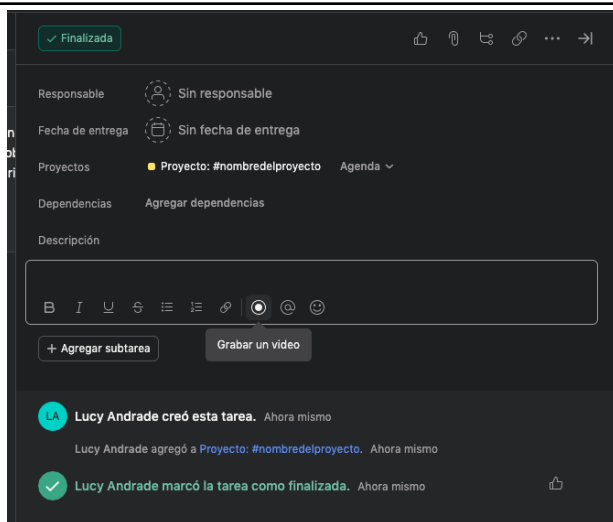 ✓ Finalizada
Responsable Sin responsable
Fecha de entrega Sin fecha de entrega
Proyectos Proyecto: #nombredelproyecto Agenda
Dependencias Agregar dependencias
Descripción
B I U S
+ Agregar subtarea
Grabar un video
LA Lucy Andrade creó esta tarea. Ahora mismo
Lucy Andrade agregó a Proyecto: #nombredelproyecto. Ahora mismo
Lucy Andrade marcó la tarea como finalizada. Ahora mismo